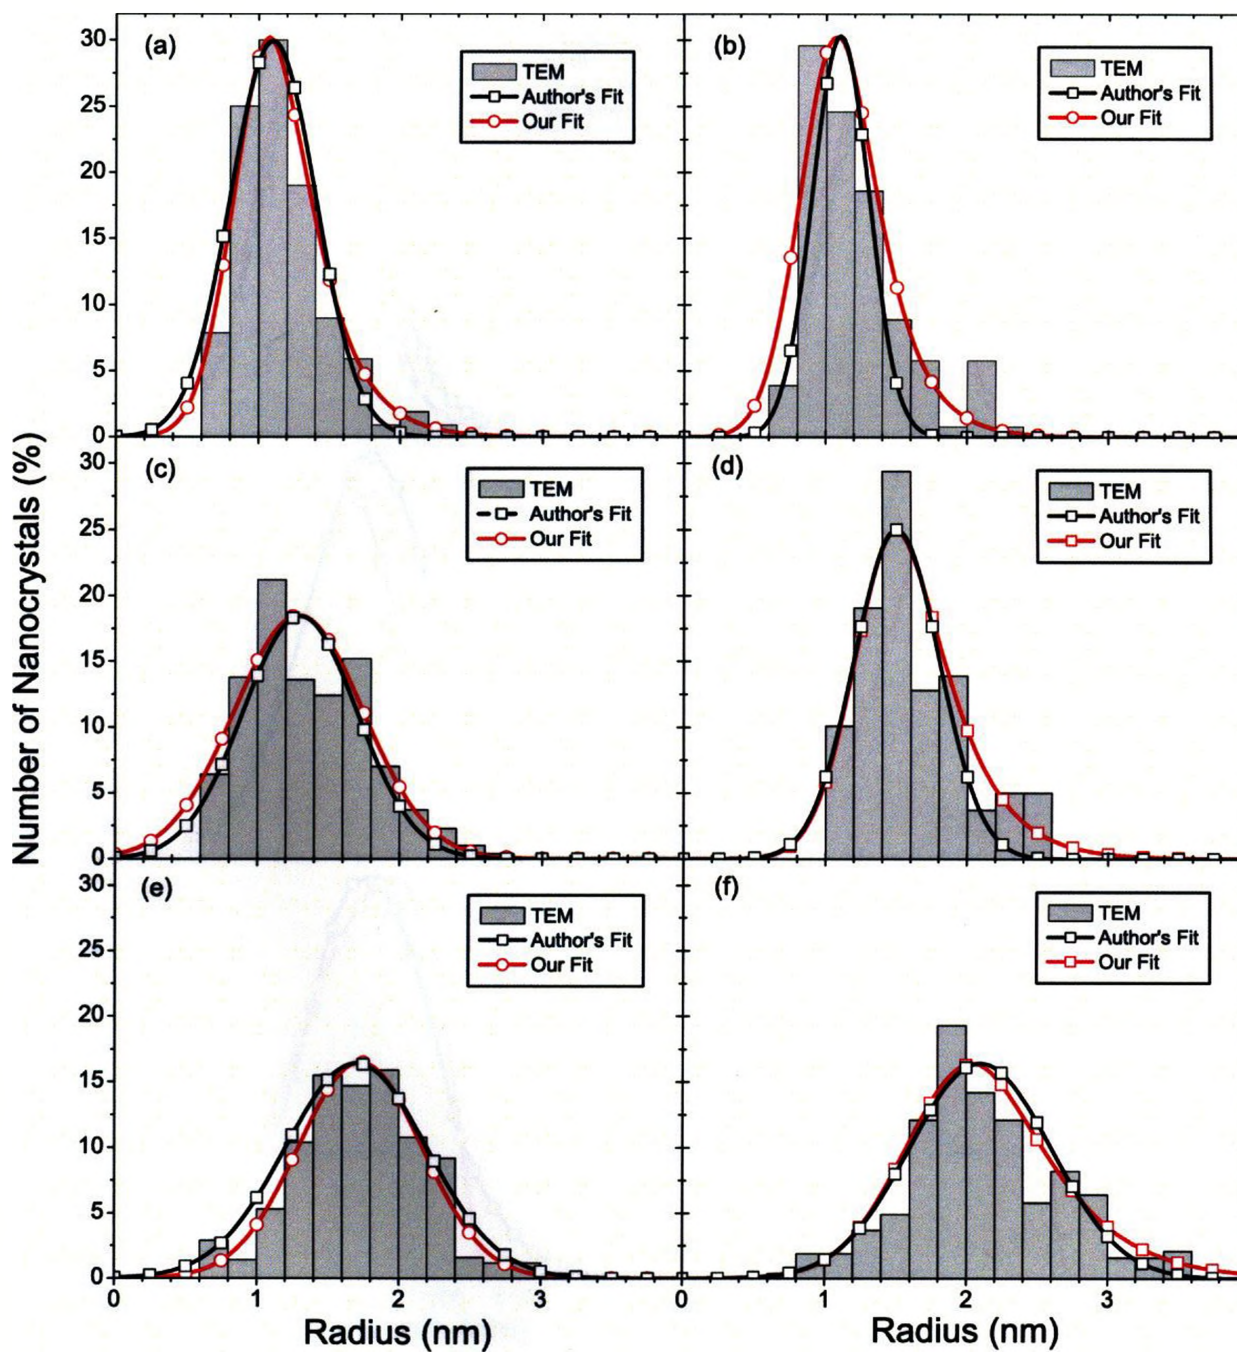 (a)
TEM
Author's Fit
Our Fit
30
25
20
15
10
5
0
(b)
TEM
Author's Fit
Our Fit
(c)
TEM
Author's Fit
Our Fit
30
25
20
15
10
5
0
(d)
TEM
Author's Fit
Our Fit
Number of Nanocrystals (%)
(e)
TEM
Author's Fit
Our Fit
30
25
20
15
10
5
0
(f)
TEM
Author's Fit
Our Fit
0 1 2 3 0 1 2 3
Radius (nm) Radius (nm)